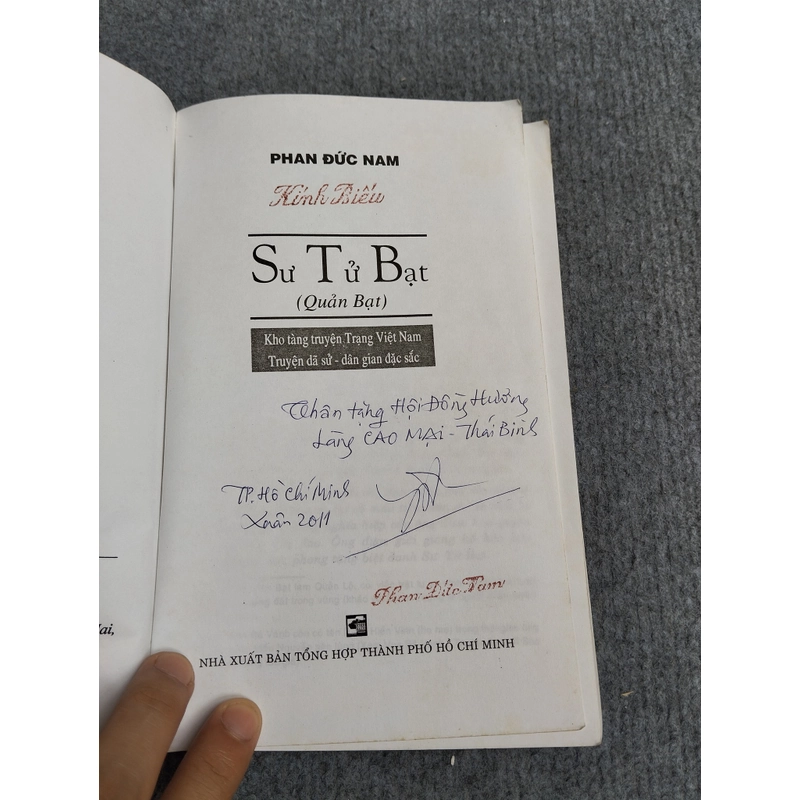 PHAN ĐỨC NAM
Kính Biếu
SƯ TỬ BẠT
(Quản Bạt)
Kho tàng truyện Trạng Việt Nam
Truyện dã sử - dân gian đặc sắc
Thân tặng Hội Đồng Hương
Làng CAO MẠI - Thái Bình
TP. Hồ Chí Minh
Xuân 2011
Phan Đức Nam
NHÀ XUẤT BẢN TỔNG HỢP THÀNH PHỐ HỒ CHÍ MINH